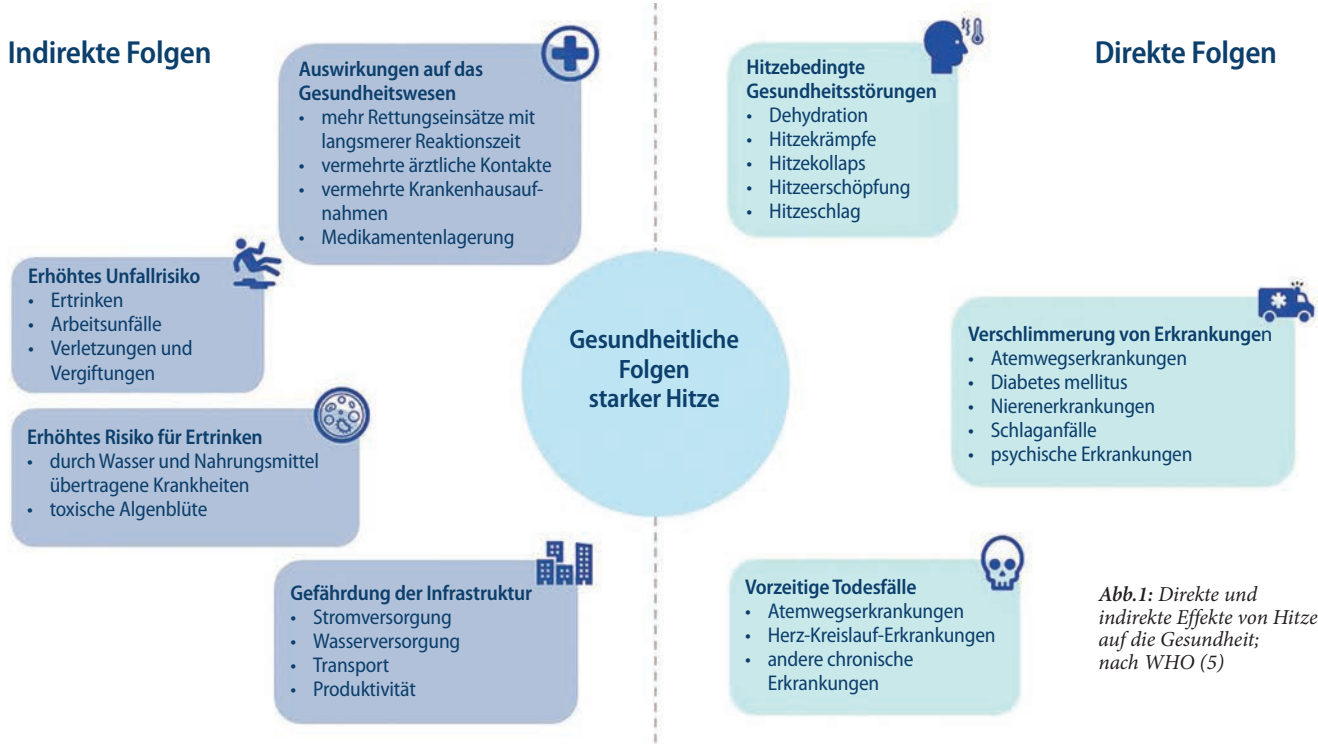 Indirekte Folgen
Auswirkungen auf das
Gesundheitswesen
• mehr Rettungseinsätze mit
langsmerer Reaktionszeit
• vermehrte ärztliche Kontakte
• vermehrte Krankenhausauf-
nahmen
• Medikamentenlagerung
Erhöhtes Unfallrisiko
• Ertrinken
• Arbeitsunfälle
• Verletzungen und
Vergiftungen
Erhöhtes Risiko für Ertrinken
• durch Wasser und Nahrungsmittel
übertragene Krankheiten
• toxische Algenblüte
Gefährdung der Infrastruktur
• Stromversorgung
• Wasserversorgung
• Transport
• Produktivität
Gesundheitliche
Folgen
starker Hitze
Direkte Folgen
Hitzebedingte
Gesundheitsstörungen
• Dehydration
• Hitzekrämpfe
• Hitzekollaps
• Hitzeerschöpfung
• Hitzeschlag
Verschlimmerung von Erkrankungen
• Atemwegserkrankungen
• Diabetes mellitus
• Nierenerkrankungen
• Schlaganfälle
• psychische Erkrankungen
Vorzeitige Todesfälle
• Atemwegserkrankungen
• Herz-Kreislauf-Erkrankungen
• andere chronische
Erkrankungen
Abb.1: Direkte und
indirekte Effekte von Hitze
auf die Gesundheit;
nach WHO (5)